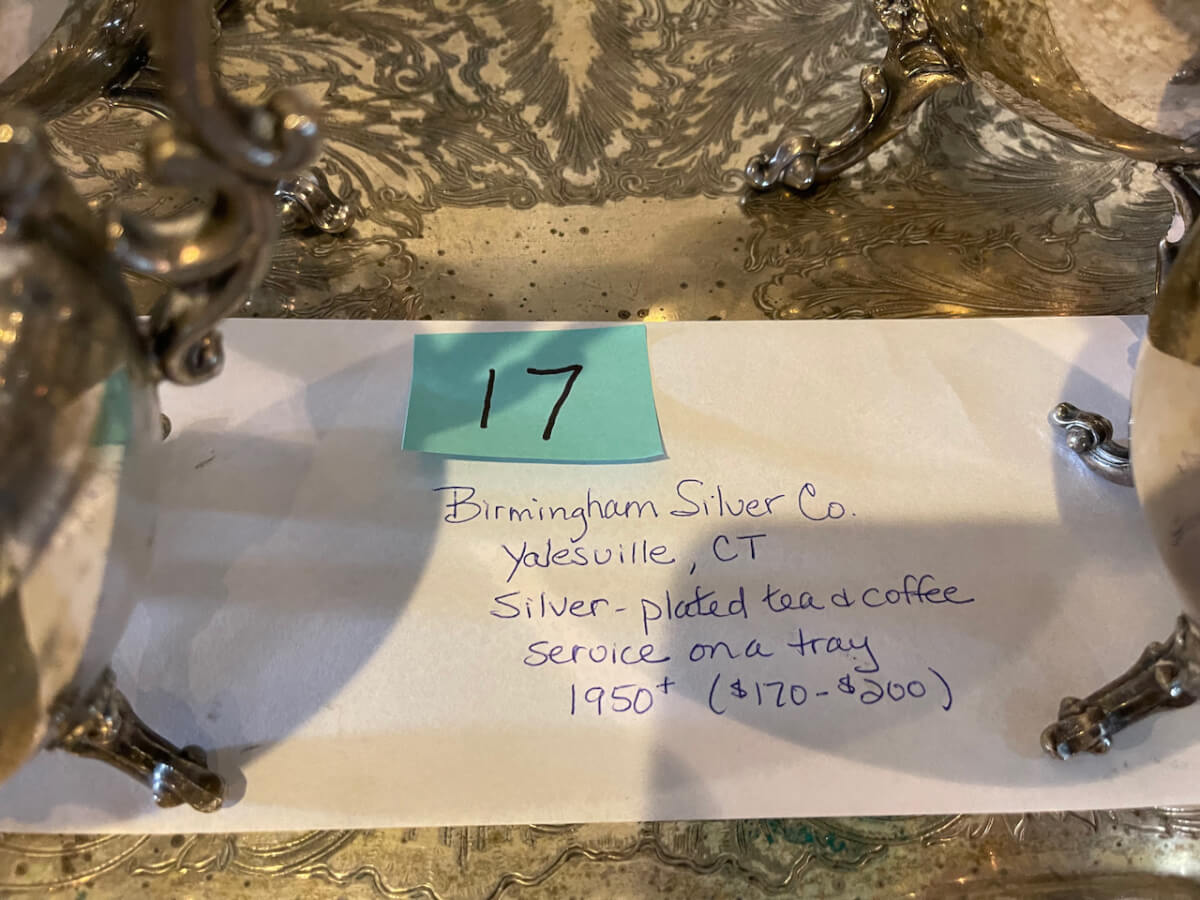 17
Birmingham Silver Co.
Yalesville, CT
Silver-plated tea & coffee
service on a tray
1950+ ($170-$200)